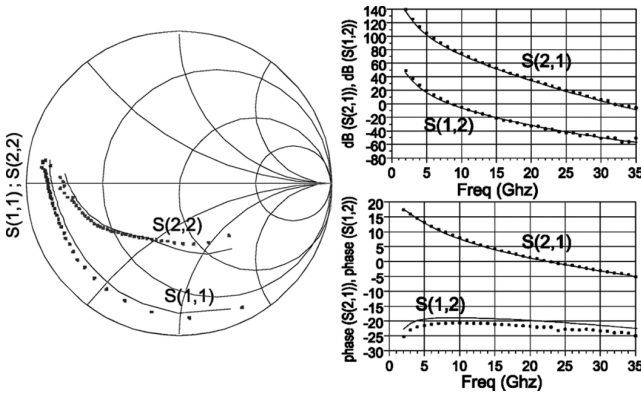 S(1,1) ; S(2,2)
S(2,2)
S(1,1)
dB (S(2,1)), dB (S(1,2))
140
120
100
80
60
40
20
0
-20
-40
-60
-80
S(2,1)
S(1,2)
0 5 10 15 20 25 30 35
Freq (Ghz)
phase (S(2,1)), phase (S(1,2))
20
15
10
5
0
-5
-10
-15
-20
-25
-30
S(2,1)
S(1,2)
0 5 10 15 20 25 30 35
Freq (Ghz)